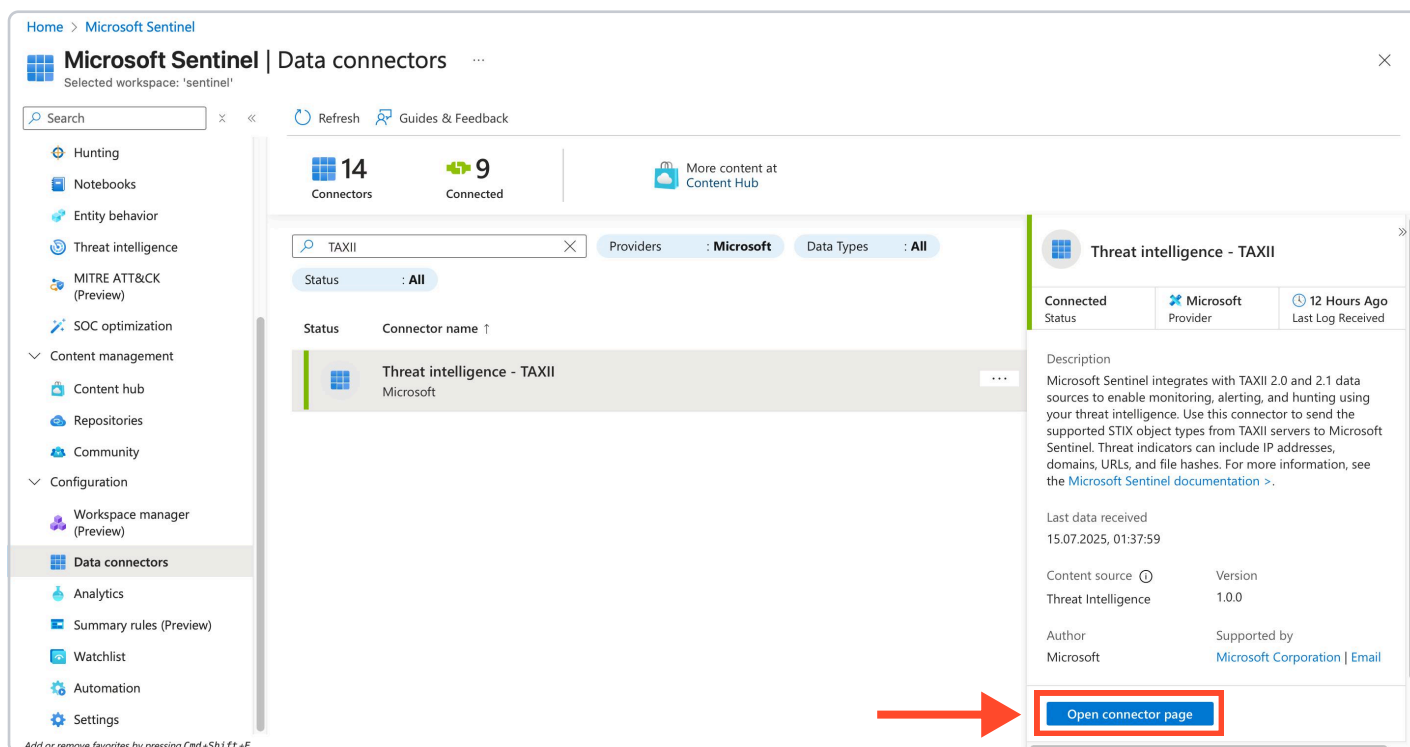 Home > Microsoft Sentinel
Microsoft Sentinel | Data connectors ...
Selected workspace: 'sentinel'
Search
Hunting
Notebooks
Entity behavior
Threat intelligence
MITRE ATT&CK
(Preview)
SOC optimization
Content management
Content hub
Repositories
Community
Configuration
Workspace manager
(Preview)
Data connectors
Analytics
Summary rules (Preview)
Watchlist
Automation
Settings
Add or remove favorites by pressing Cmd+Shift+F
Refresh Guides & Feedback
14
Connectors
9
Connected
More content at
Content Hub
TAXII
Providers : Microsoft
Data Types : All
Status : All
Status Connector name ↑
Threat intelligence - TAXII
Microsoft
...
Threat intelligence - TAXII
Connected
Status
Microsoft
Provider
12 Hours Ago
Last Log Received
Description
Microsoft Sentinel integrates with TAXII 2.0 and 2.1 data
sources to enable monitoring, alerting, and hunting using
your threat intelligence. Use this connector to send the
supported STIX object types from TAXII servers to Microsoft
Sentinel. Threat indicators can include IP addresses,
domains, URLs, and file hashes. For more information, see
the Microsoft Sentinel documentation >.
Last data received
15.07.2025, 01:37:59
Content source Version
Threat Intelligence 1.0.0
Author Supported by
Microsoft Microsoft Corporation | Email
Open connector page